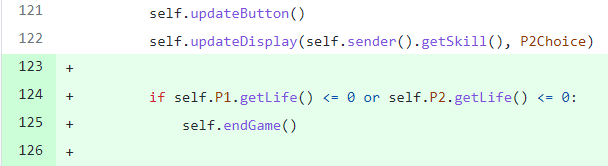 121 self.updateButton()
122 self.updateDisplay(self.sender().getSkill(), P2Choice)
123 +
124 + if self.P1.getLife() <= 0 or self.P2.getLife() <= 0:
125 + self.endGame()
126 +